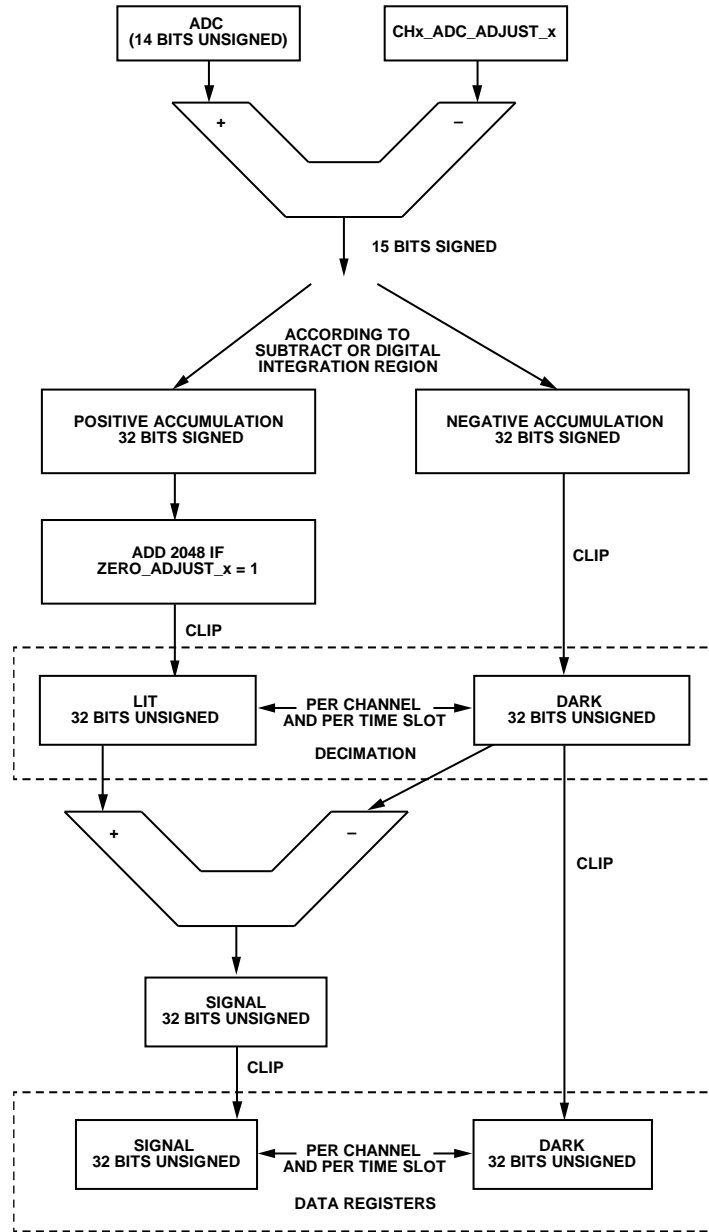 ADC
(14 BITS UNSIGNED)
CHx_ADC_ADJUST_x
+
–
15 BITS SIGNED
ACCORDING TO
SUBTRACT OR DIGITAL
INTEGRATION REGION
POSITIVE ACCUMULATION
32 BITS SIGNED
NEGATIVE ACCUMULATION
32 BITS SIGNED
ADD 2048 IF
ZERO_ADJUST_x = 1
CLIP
CLIP
LIT
32 BITS UNSIGNED
PER CHANNEL
AND PER TIME SLOT
DARK
32 BITS UNSIGNED
DECIMATION
+
–
CLIP
SIGNAL
32 BITS UNSIGNED
CLIP
SIGNAL
32 BITS UNSIGNED
PER CHANNEL
AND PER TIME SLOT
DARK
32 BITS UNSIGNED
DATA REGISTERS